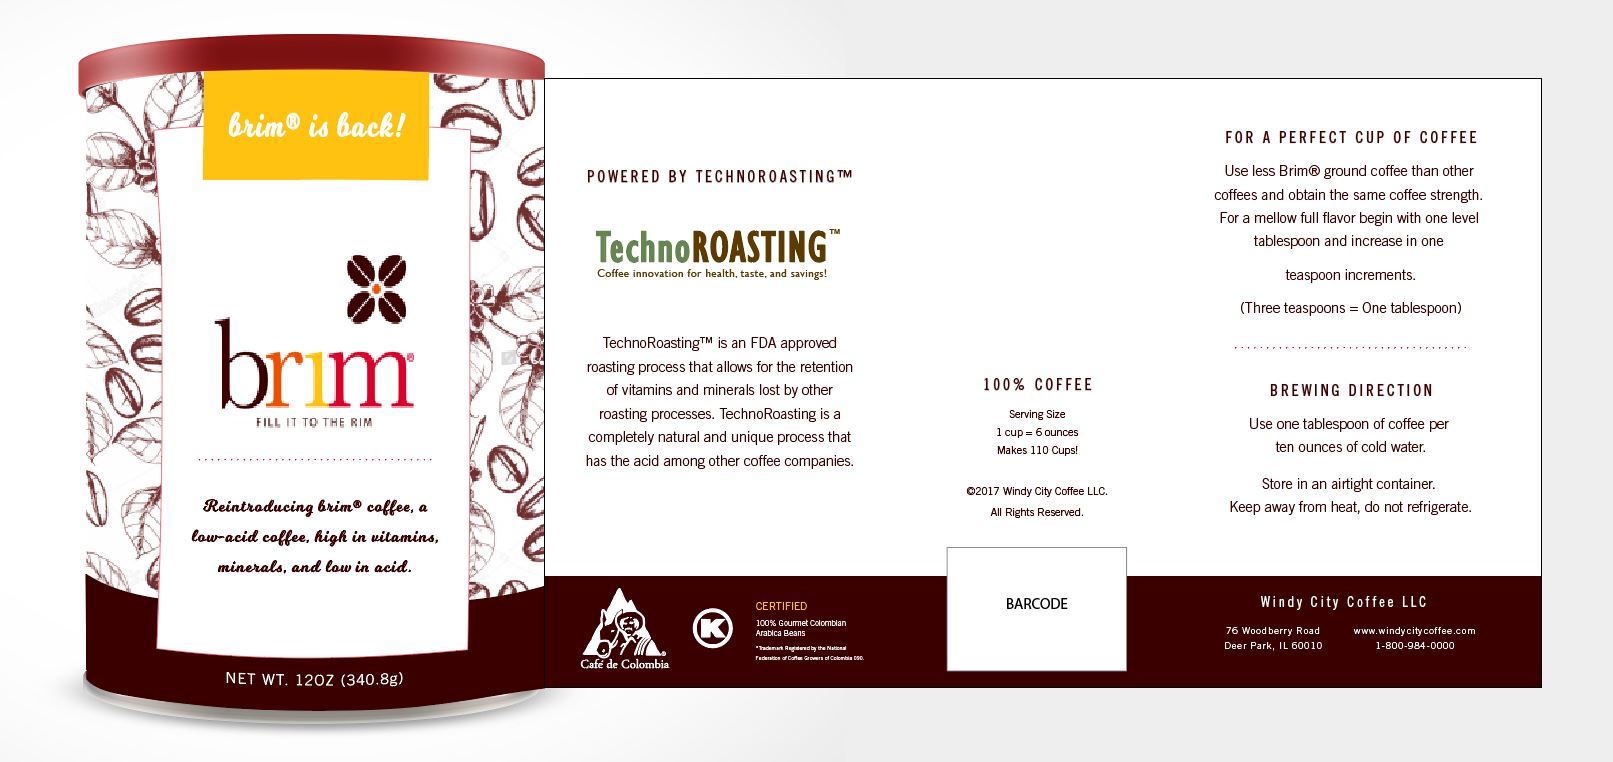 brim® is back!
brim®
FILL IT TO THE RIM
Reintroducing brim® coffee, a
low-acid coffee, high in vitamins,
minerals, and low in acid.
NET WT. 12OZ (340.8g)
POWERED BY TECHNOROASTING™
TechnoROASTING™
Coffee innovation for health, taste, and savings!
TechnoRoasting™ is an FDA approved
roasting process that allows for the retention
of vitamins and minerals lost by other
roasting processes. TechnoRoasting is a
completely natural and unique process that
has the acid among other coffee companies.
Café de Colombia®
K
CERTIFIED
100% Gourmet Colombian
Arabica Beans
*Trademark Registered by the National
Federation of Coffee Growers of Colombia 090.
100% COFFEE
Serving Size
1 cup = 6 ounces
Makes 110 Cups!
©2017 Windy City Coffee LLC.
All Rights Reserved.
BARCODE
FOR A PERFECT CUP OF COFFEE
Use less Brim® ground coffee than other
coffees and obtain the same coffee strength.
For a mellow full flavor begin with one level
tablespoon and increase in one
teaspoon increments.
(Three teaspoons = One tablespoon)
BREWING DIRECTION
Use one tablespoon of coffee per
ten ounces of cold water.
Store in an airtight container.
Keep away from heat, do not refrigerate.
Windy City Coffee LLC
76 Woodberry Road
Deer Park, IL 60010
www.windycitycoffee.com
1-800-984-0000